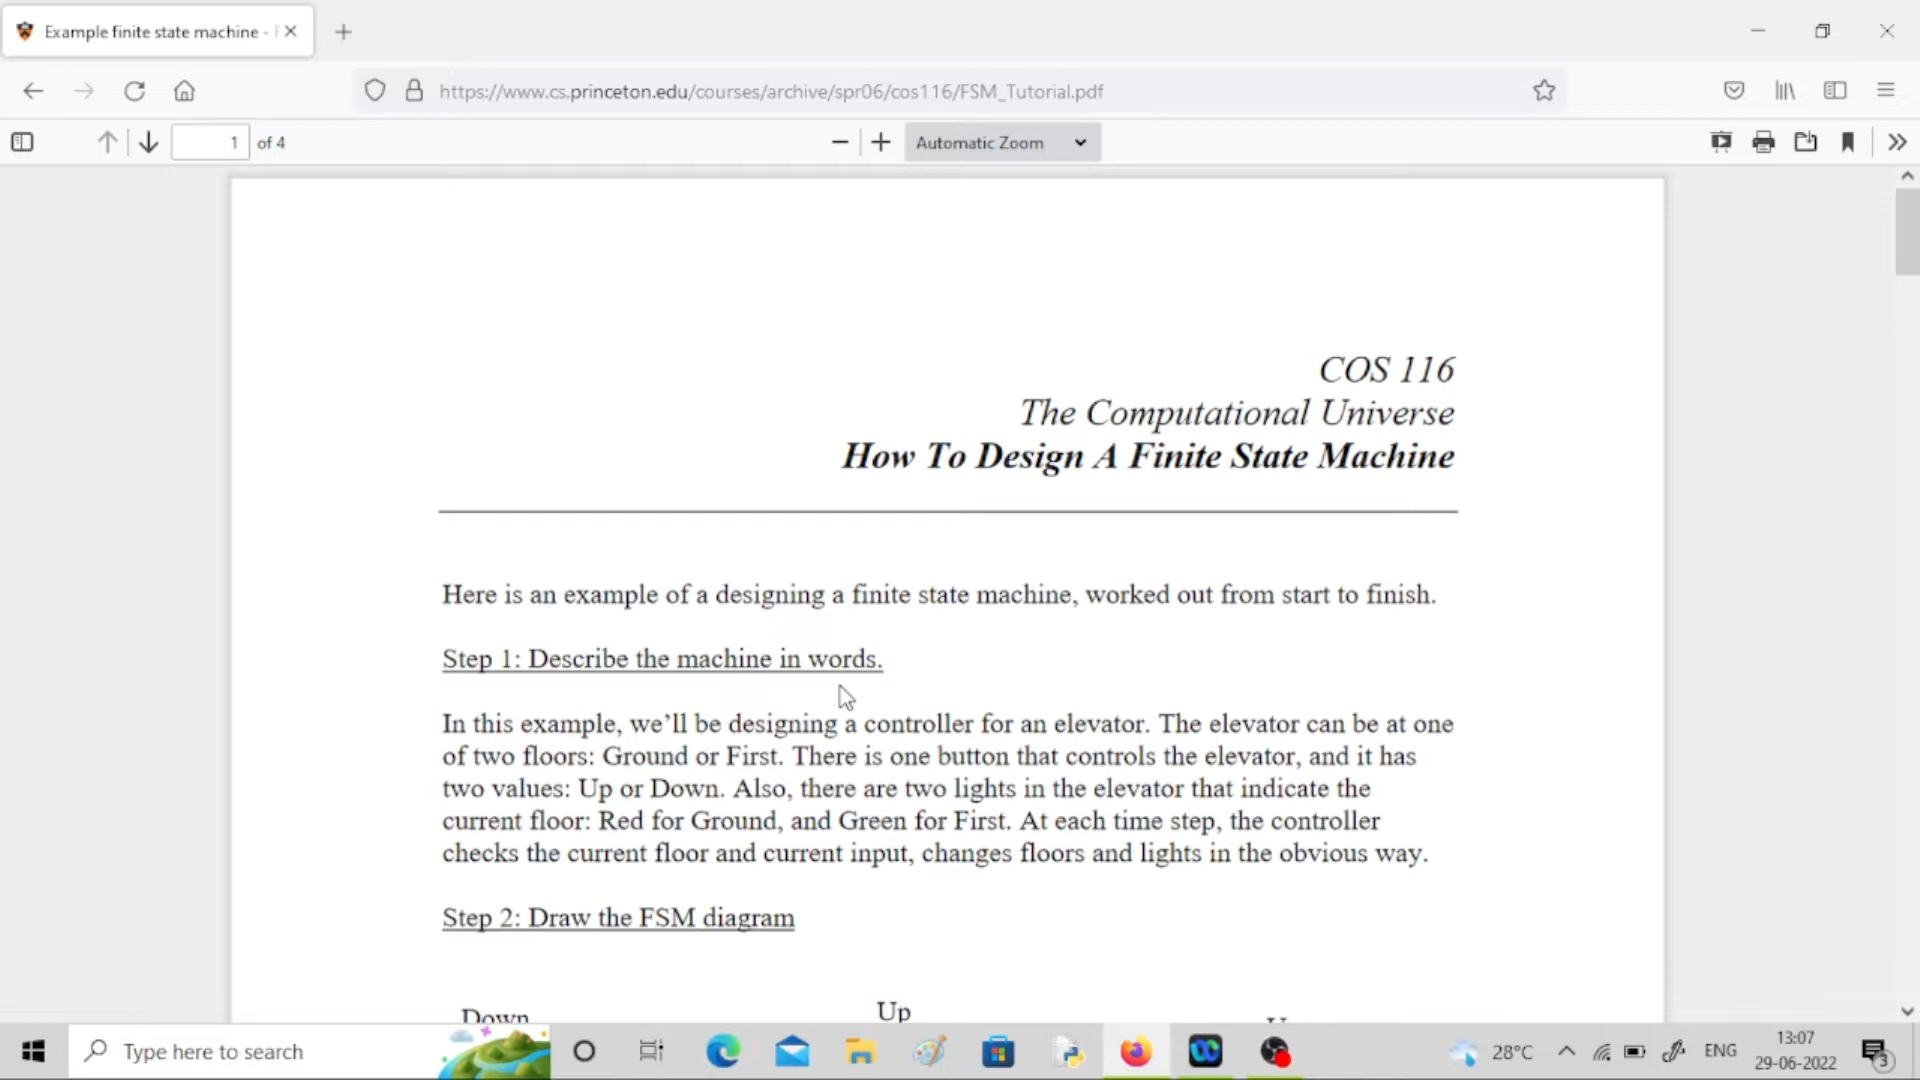 Example finite state machine -
https://www.cs.princeton.edu/courses/archive/spr06/cos116/FSM_Tutorial.pdf
1 of 4
Automatic Zoom
COS 116
The Computational Universe
How To Design A Finite State Machine
Here is an example of a designing a finite state machine, worked out from start to finish.
Step 1: Describe the machine in words.
In this example, we’ll be designing a controller for an elevator. The elevator can be at one
of two floors: Ground or First. There is one button that controls the elevator, and it has
two values: Up or Down. Also, there are two lights in the elevator that indicate the
current floor: Red for Ground, and Green for First. At each time step, the controller
checks the current floor and current input, changes floors and lights in the obvious way.
Step 2: Draw the FSM diagram
Down Up
Type here to search
28°C
ENG
13:07
29-06-2022
3